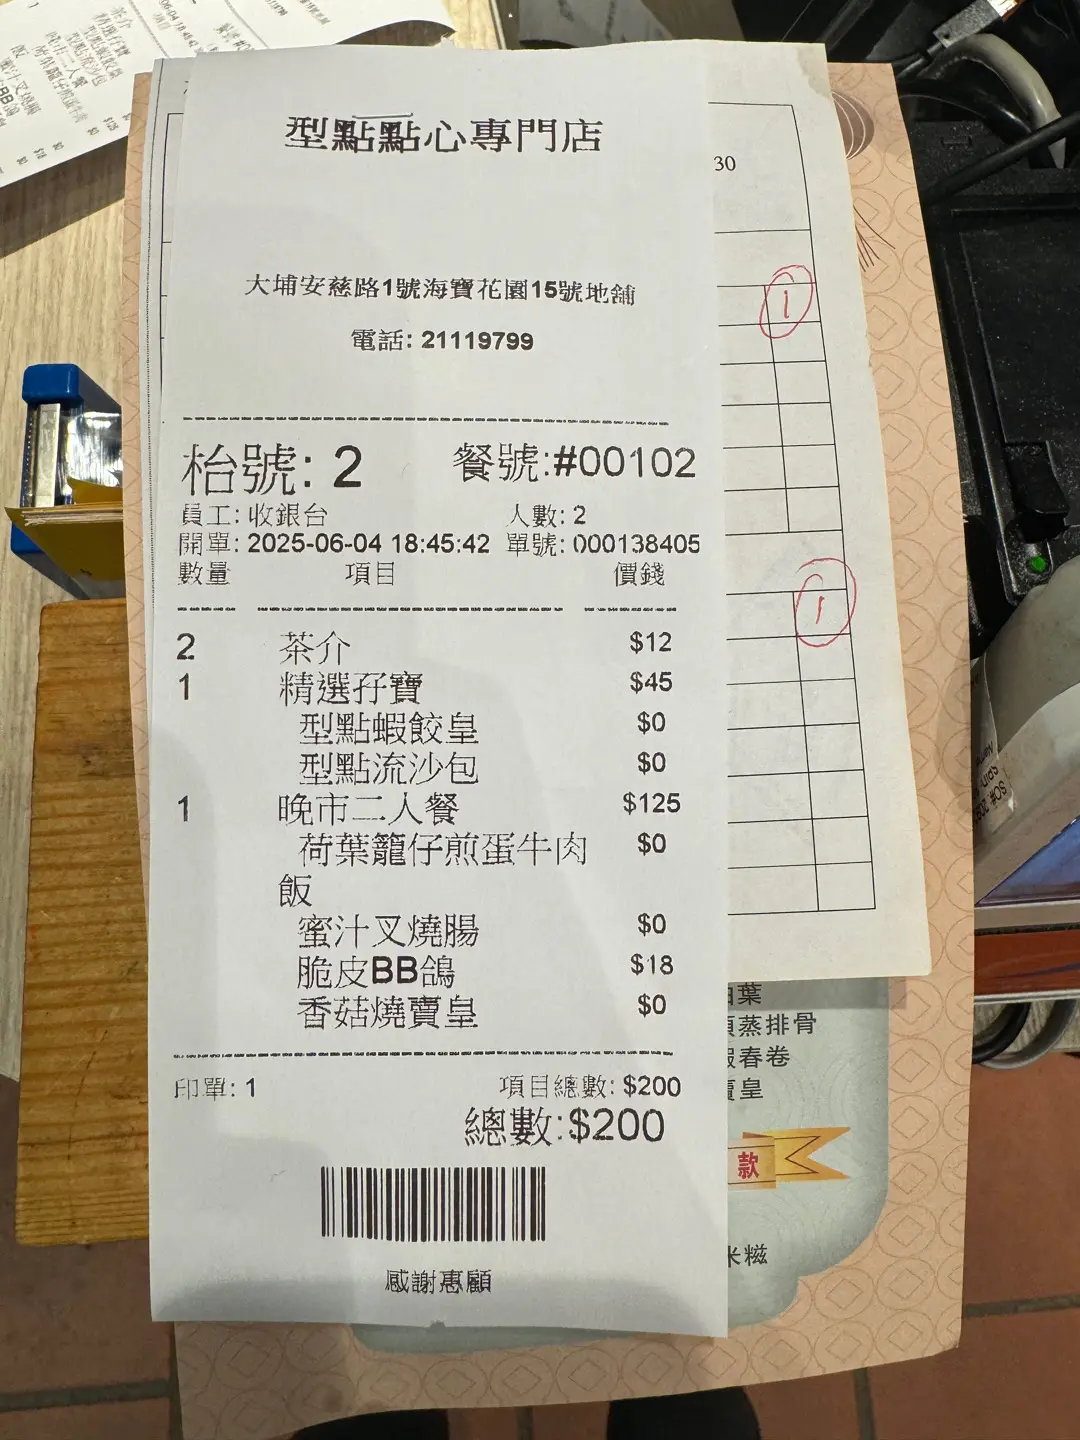 型點點心專門店
大埔安慈路1號海寶花園15號地舖
電話: 21119799
枱號: 2 餐號:#00102
員工: 收銀台 人數: 2
開單: 2025-06-04 18:45:42 單號: 000138405
數量 項目 價錢
2 茶介 $12
1 精選孖寶 $45
型點蝦餃皇 $0
型點流沙包 $0
1 晚市二人餐 $125
荷葉籠仔煎蛋牛肉 $0
飯
蜜汁叉燒腸 $0
脆皮BB鴿 $18
香菇燒賣皇 $0
印單: 1 項目總數: $200
總數:$200
感謝惠顧
30
1
1
葉
蒸排骨
春卷
皇
款
米糍